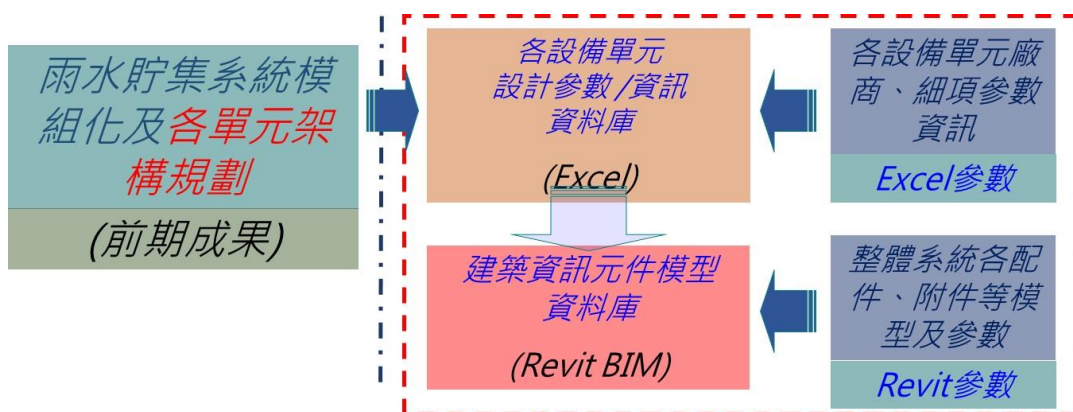 雨水貯集系統模
組化及各單元架
構規劃
(前期成果)
各設備單元
設計參數/資訊
資料庫
(Excel)
各設備單元廠
商、細項參數
資訊
Excel參數
建築資訊元件模型
資料庫
(Revit BIM)
整體系統各配
件、附件等模
型及參數
Revit參數